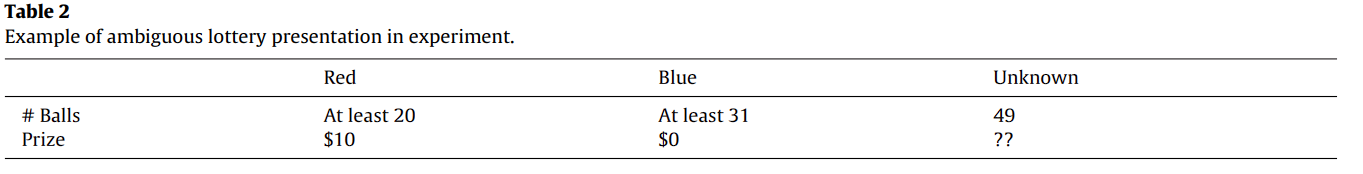 Table 2
Example of ambiguous lottery presentation in experiment.
Red Blue Unknown
# Balls At least 20 At least 31 49
Prize $10 $0 ??